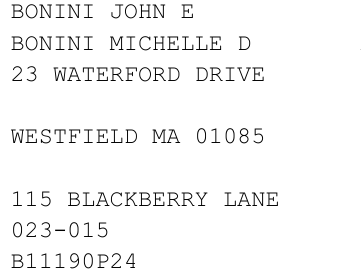 BONINI JOHN E
BONINI MICHELLE D
23 WATERFORD DRIVE
WESTFIELD MA 01085
115 BLACKBERRY LANE
023-015
B11190P24